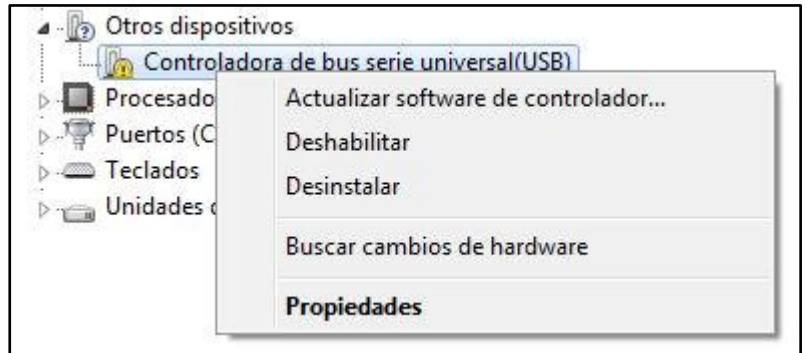 Otros dispositivos
Controladora de bus serie universal(USB)
Procesado
Actualizar software de controlador...
Puertos (C
Deshabilitar
Teclados
Desinstalar
Unidades
Buscar cambios de hardware
Propiedades